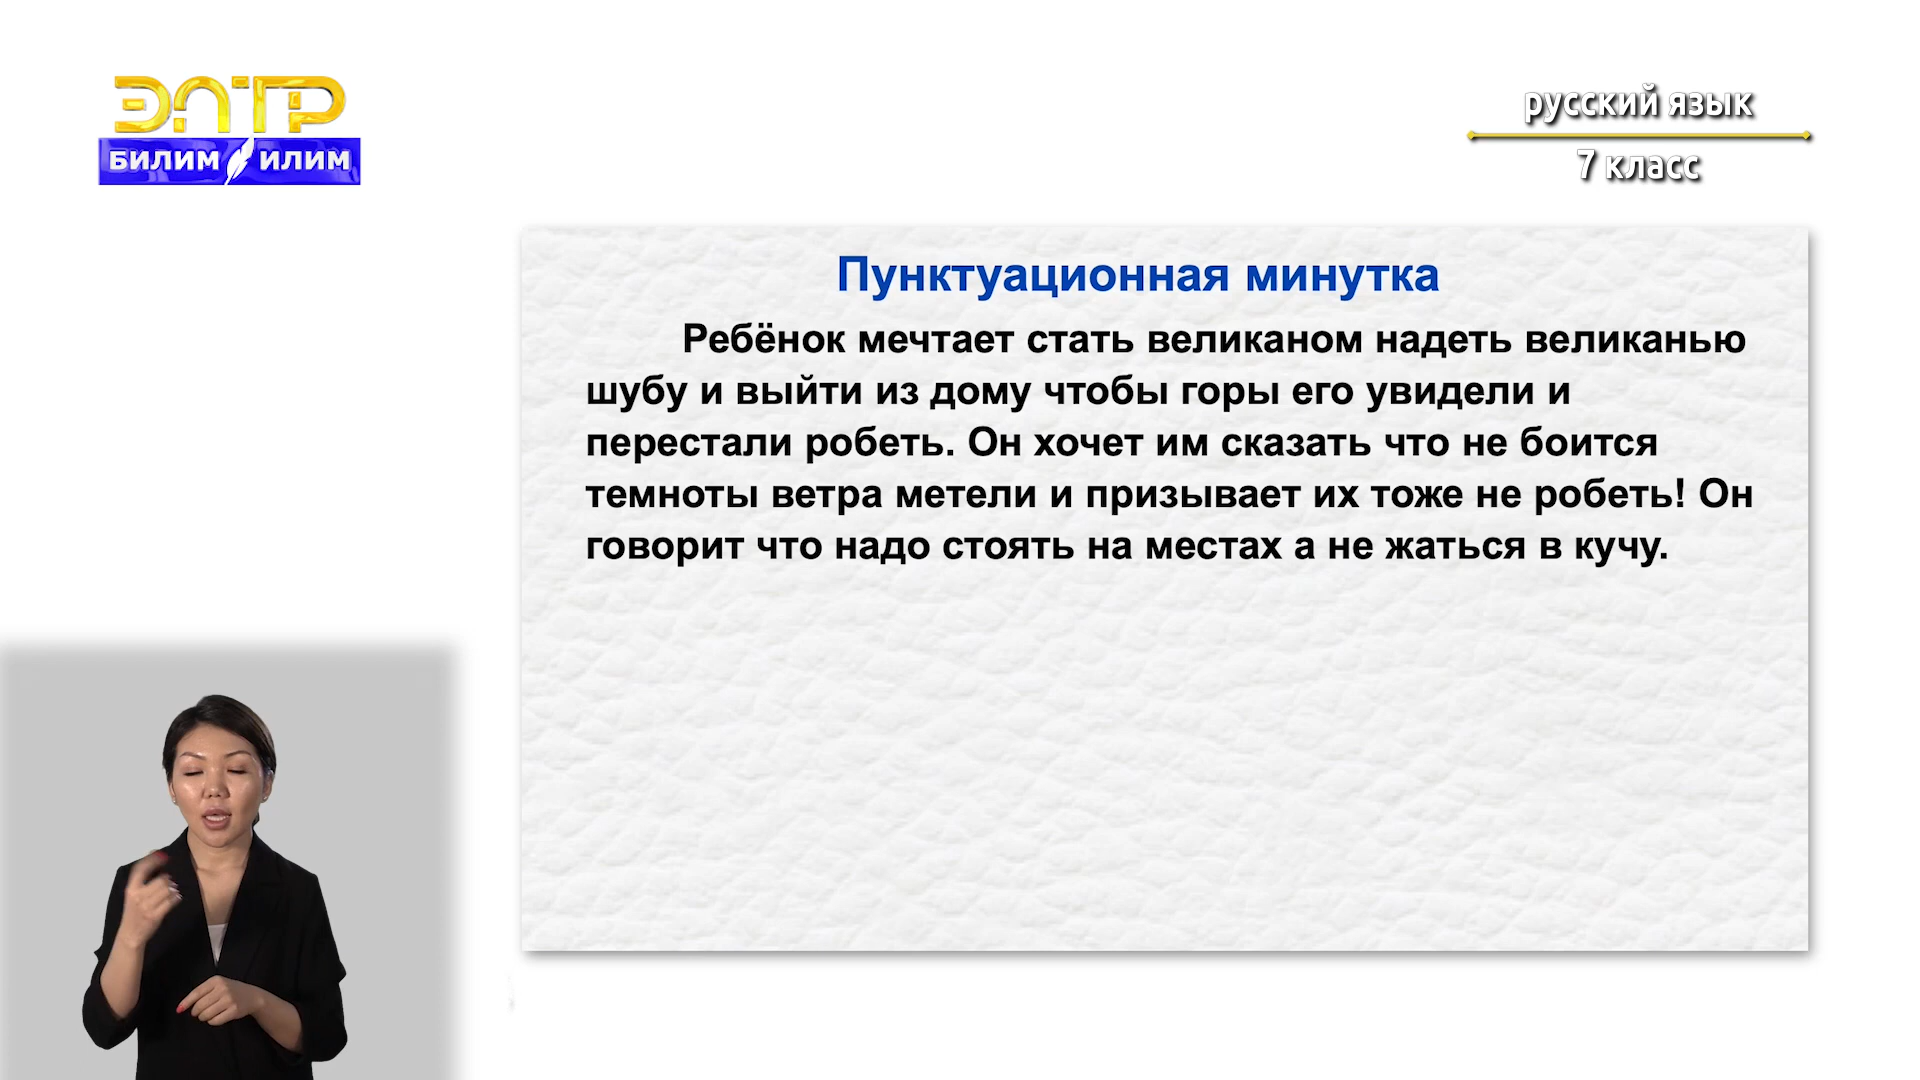 ЭЛТР
БИЛИМ ИЛИМ
русский язык
7 класс
Пунктуационная минутка
Ребёнок мечтает стать великаном надеть великанью
шубу и выйти из дому чтобы горы его увидели и
перестали робеть. Он хочет им сказать что не боится
темноты ветра метели и призывает их тоже не робеть! Он
говорит что надо стоять на местах а не жаться в кучу.